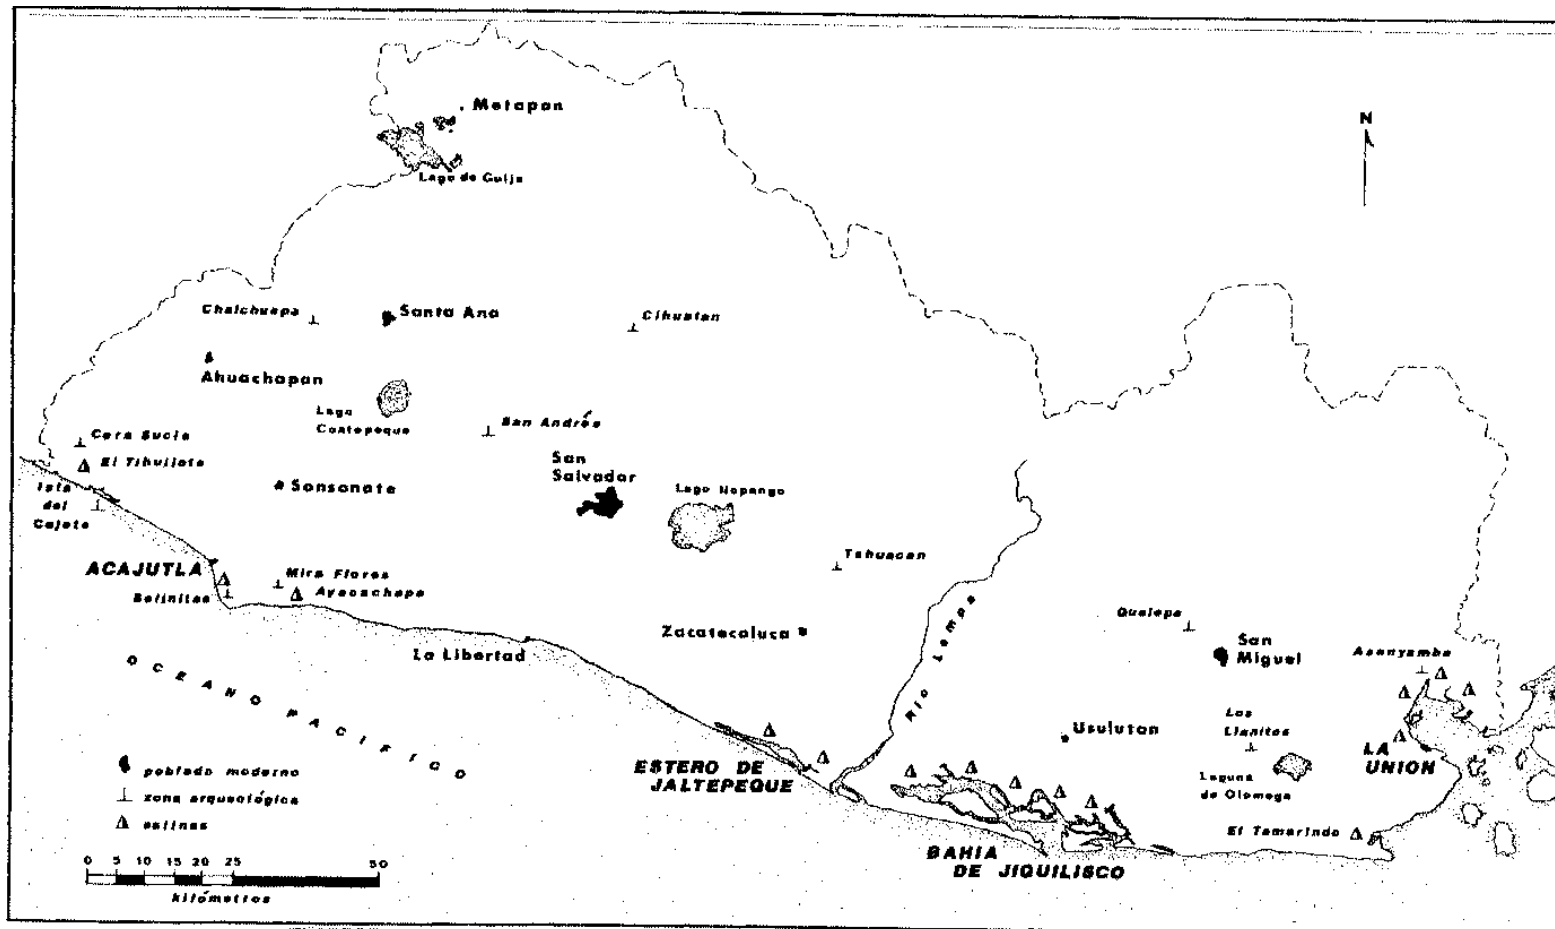 Metapan
N
Lago de Guija
Chalchuapa
Santa Ana
Cihuatan
Ahuachapan
Lago
Coatepeque
San Andrés
Cara Sucia
El Tihuilote
San
Salvador
Lago Ilopango
Isla
del
Cajete
Sonsonate
ACAJUTLA
Mira Flores
Ayacachapa
Tehuacan
Zacatecoluca
La Libertad
Rio Lempa
Quelepa
San
Miguel
Asanyamba
OCEANO PACIFICO
Usulutan
Los
Llanitos
LA
UNION
poblado moderno
zona arqueológica
salinas
ESTERO DE
JALTEPEQUE
Laguna
de Olomega
El Tamarindo
BAHIA
DE JIQUILISCO
0 5 10 15 20 25 50
kilómetros